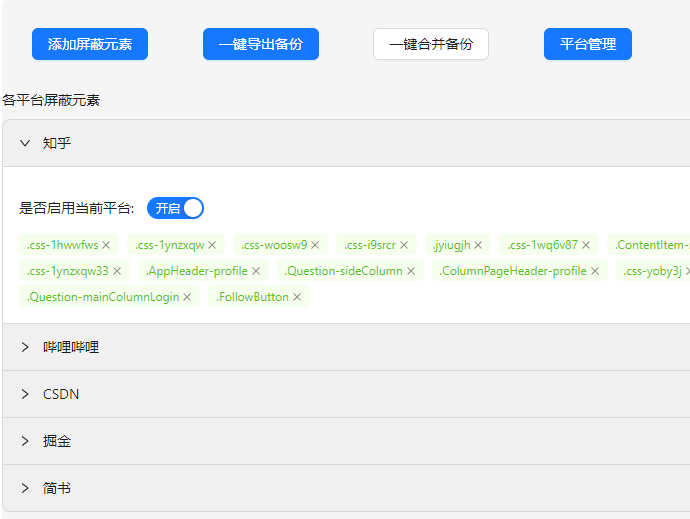 添加屏蔽元素 一键导出备份 一键合并备份 平台管理
各平台屏蔽元素
知乎
是否启用当前平台: 开启
.css-1hwwfws .css-1ynzxqw .css-woosw9 .css-i9srcr .jyiugjh .css-1wq6v87 .ContentItem-
.css-1ynzxqw33 .AppHeader-profile .Question-sideColumn .ColumnPageHeader-profile .css-yoby3j
.Question-mainColumnLogin .FollowButton
哔哩哔哩
CSDN
掘金
简书